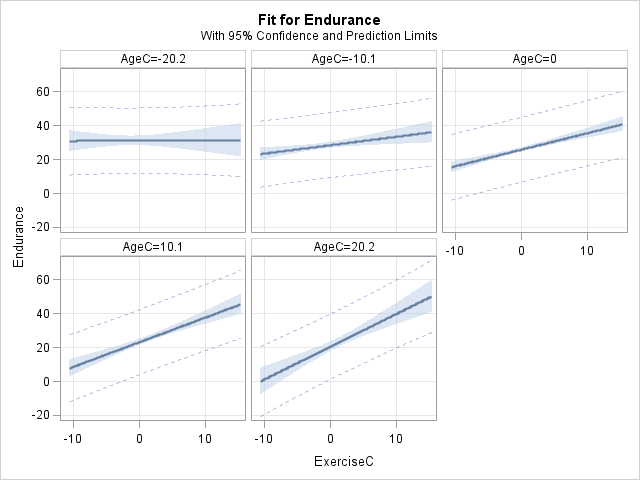 Fit for Endurance
With 95% Confidence and Prediction Limits
AgeC=-20.2 AgeC=-10.1 AgeC=0
60
40
20
0
-20
-10 0 10
Endurance
AgeC=10.1 AgeC=20.2
60
40
20
0
-20
-10 0 10 -10 0 10
ExerciseC